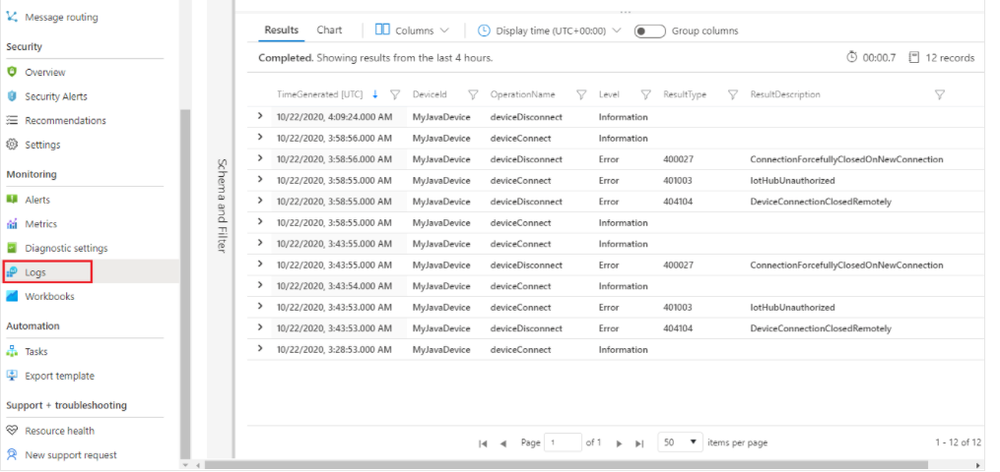 Message routing
Security
Overview
Security Alerts
Recommendations
Settings
Monitoring
Alerts
Metrics
Diagnostic settings
Logs
Workbooks
Automation
Tasks
Export template
Support + troubleshooting
Resource health
New support request
Schema and Filter
Results Chart Columns Display time (UTC+00:00) Group columns
Completed. Showing results from the last 4 hours. 00:00.7 12 records
TimeGenerated [UTC] DeviceId OperationName Level ResultType ResultDescription
10/22/2020, 4:09:24.000 AM MyJavaDevice deviceDisconnect Information
10/22/2020, 3:58:56.000 AM MyJavaDevice deviceConnect Information
10/22/2020, 3:58:56.000 AM MyJavaDevice deviceDisconnect Error 400027 ConnectionForcefullyClosedOnNewConnection
10/22/2020, 3:58:55.000 AM MyJavaDevice deviceConnect Error 401003 IotHubUnauthorized
10/22/2020, 3:58:55.000 AM MyJavaDevice deviceDisconnect Error 404104 DeviceConnectionClosedRemotely
10/22/2020, 3:58:55.000 AM MyJavaDevice deviceConnect Information
10/22/2020, 3:43:55.000 AM MyJavaDevice deviceConnect Information
10/22/2020, 3:43:55.000 AM MyJavaDevice deviceDisconnect Error 400027 ConnectionForcefullyClosedOnNewConnection
10/22/2020, 3:43:54.000 AM MyJavaDevice deviceConnect Information
10/22/2020, 3:43:53.000 AM MyJavaDevice deviceConnect Error 401003 IotHubUnauthorized
10/22/2020, 3:43:53.000 AM MyJavaDevice deviceDisconnect Error 404104 DeviceConnectionClosedRemotely
10/22/2020, 3:28:53.000 AM MyJavaDevice deviceConnect Information
Page 1 of 1 50 items per page 1 - 12 of 12